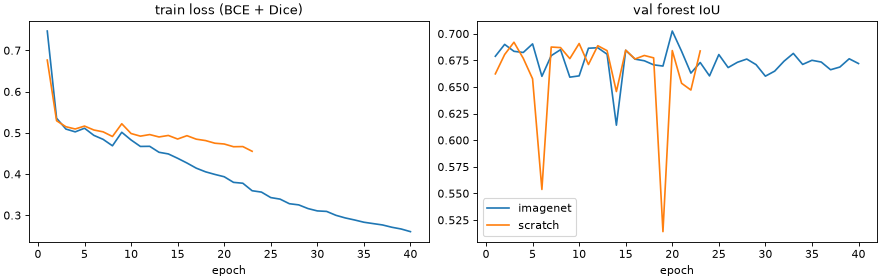 train loss (BCE + Dice)
0.7
0.6
0.5
0.4
0.3
0 5 10 15 20 25 30 35 40
epoch
val forest IoU
0.700
0.675
0.650
0.625
0.600
0.575
0.550
0.525
imagenet
scratch
0 5 10 15 20 25 30 35 40
epoch